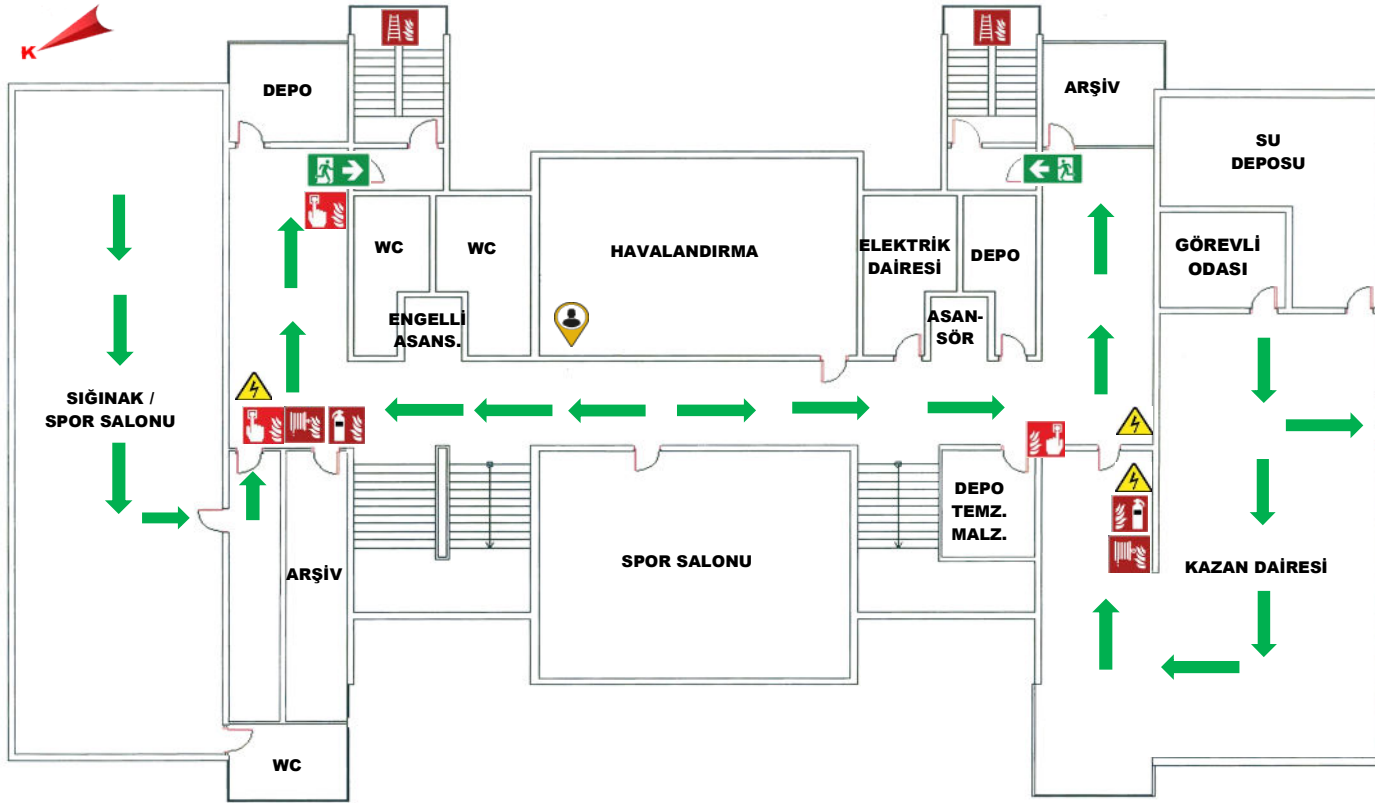 K
DEPO
ARŞİV
SU
DEPOSU
WC
WC
HAVALANDIRMA
ELEKTRİK
DAİRESİ
DEPO
GÖREVLİ
ODASI
ENGELLİ
ASANS.
ASAN-
SÖR
SIĞINAK /
SPOR SALONU
DEPO
TEMZ.
MALZ.
ARŞİV
SPOR SALONU
KAZAN DAİRESİ
WC